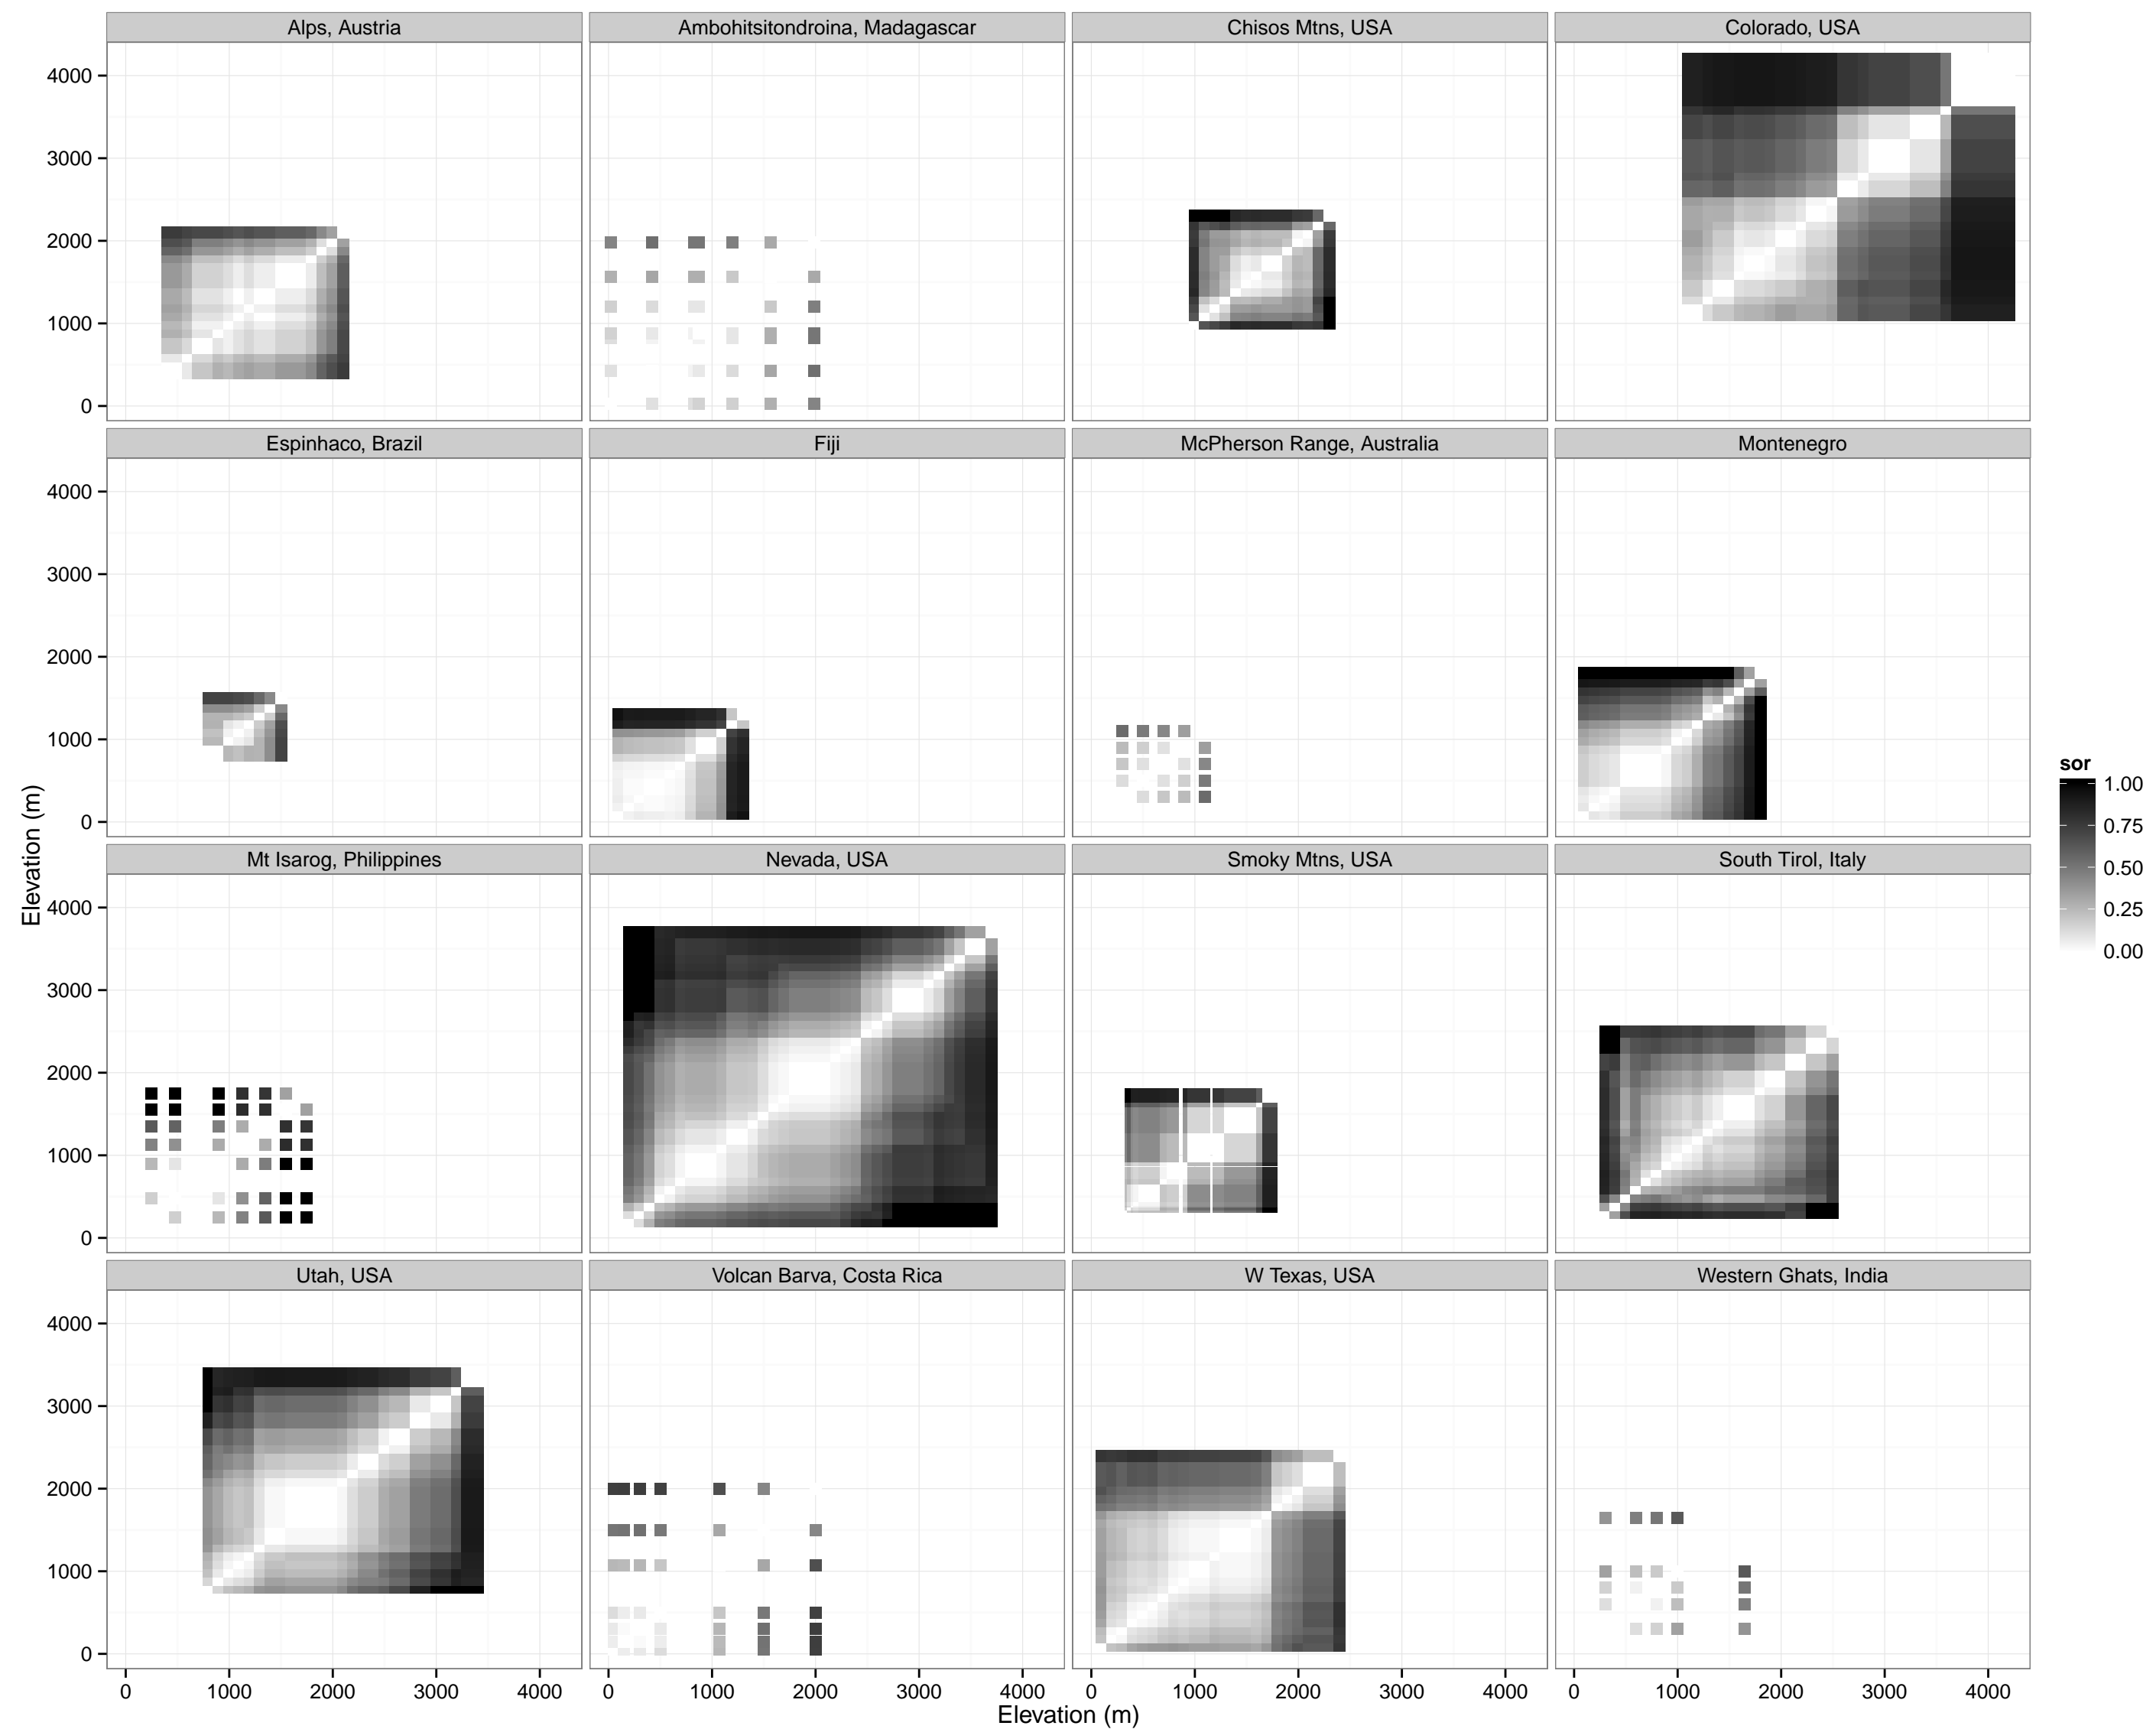 Alps, Austria
Ambohitsitondroina, Madagascar
Chisos Mtns, USA
Colorado, USA
4000
3000
2000
1000
0
Espinhaco, Brazil
Fiji
McPherson Range, Australia
Montenegro
4000
3000
2000
1000
0
Mt Isarog, Philippines
Nevada, USA
Smoky Mtns, USA
South Tirol, Italy
4000
3000
2000
1000
0
Utah, USA
Volcan Barva, Costa Rica
W Texas, USA
Western Ghats, India
4000
3000
2000
1000
0
0 1000 2000 3000 4000
0 1000 2000 3000 4000
0 1000 2000 3000 4000
0 1000 2000 3000 4000
Elevation (m)
Elevation (m)
sor
1.00
0.75
0.50
0.25
0.00